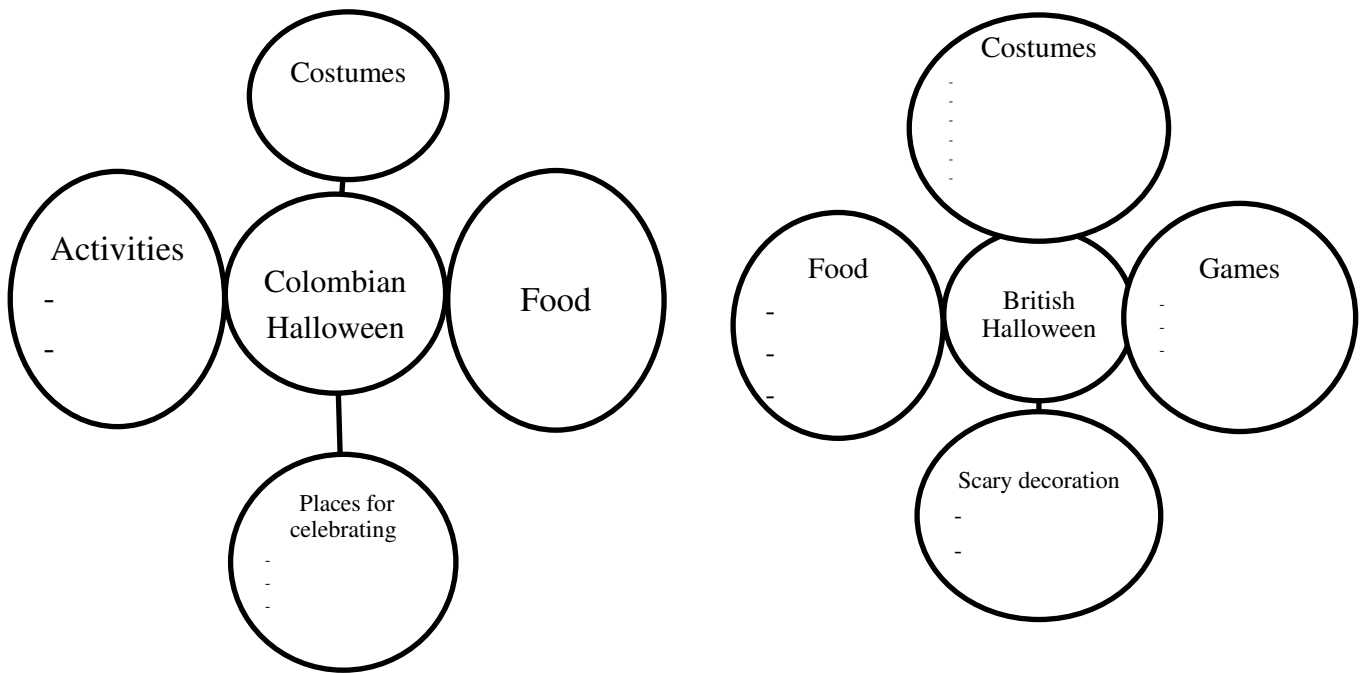 Costumes
Activities
-
-
Colombian
Halloween
Food
Places for
celebrating
-
-
-
Costumes
-
-
-
-
-
-
Food
-
-
-
British
Halloween
Games
-
-
-
Scary decoration
-
-